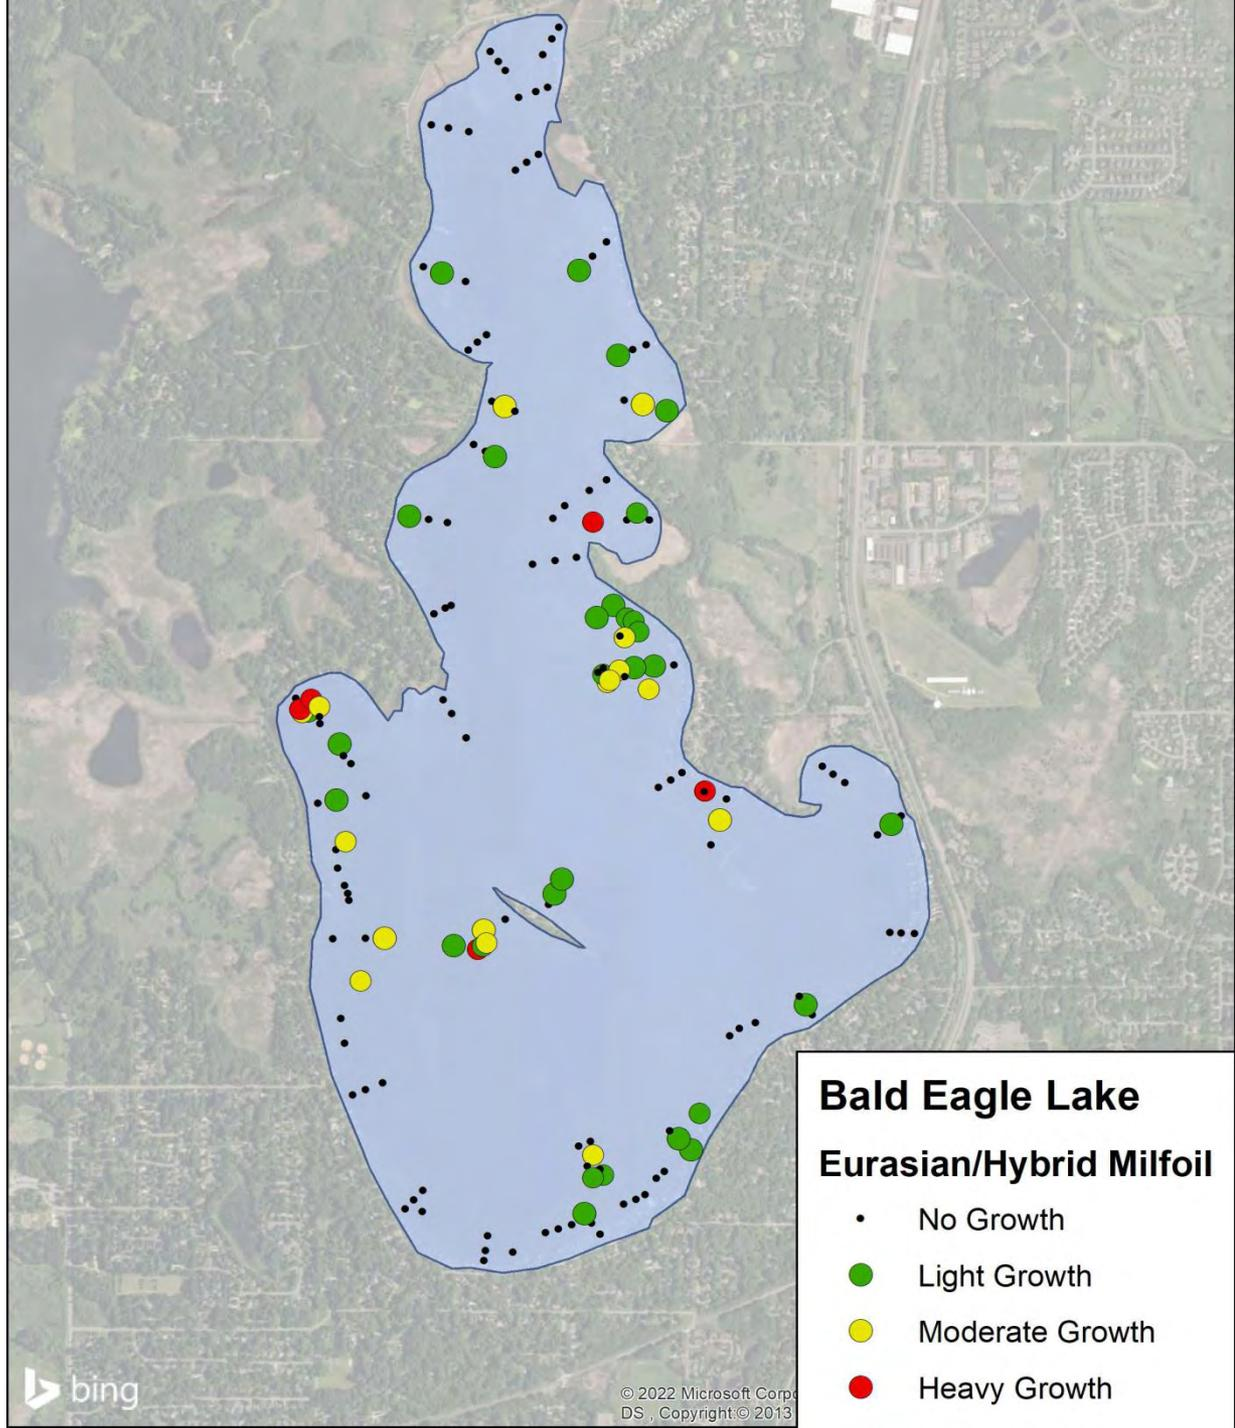 Bald Eagle Lake
Eurasian/Hybrid Milfoil
No Growth
Light Growth
Moderate Growth
Heavy Growth
bing
© 2022 Microsoft Corpo
DS , Copyright:© 2013